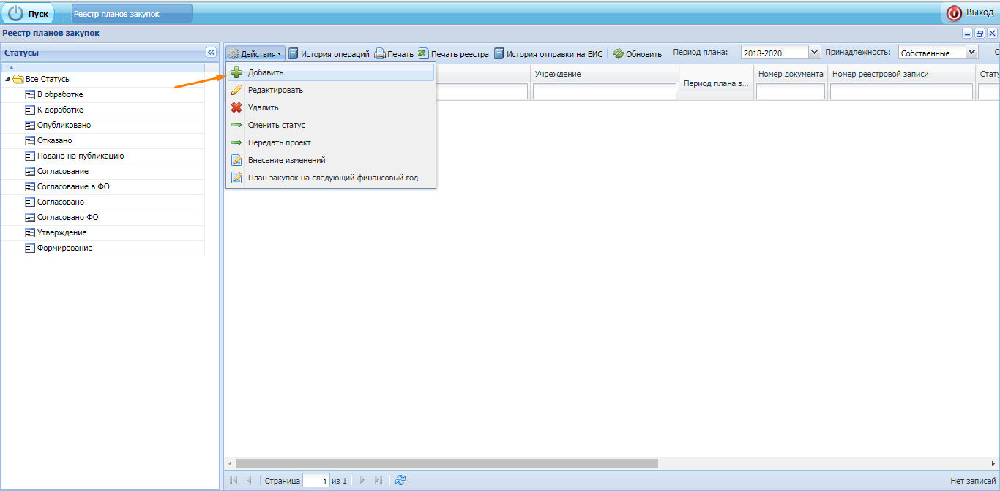 Пуск
Реестр планов закупок
Выход
Реестр планов закупок
Статусы
Все Статусы
В обработке
К доработке
Опубликовано
Отказано
Подано на публикацию
Согласование
Согласование в ФО
Согласовано
Согласовано ФО
Утверждение
Формирование
Действия История операций Печать Печать реестра История отправки на ЕИС Обновить Период плана: 2018-2020 Принадлежность: Собственные С
Добавить
Редактировать
Удалить
Сменить статус
Передать проект
Внесение изменений
План закупок на следующий финансовый год
Учреждение Период плана з... Номер документа Номер реестровой записи Стату
Страница 1 из 1
Нет записей